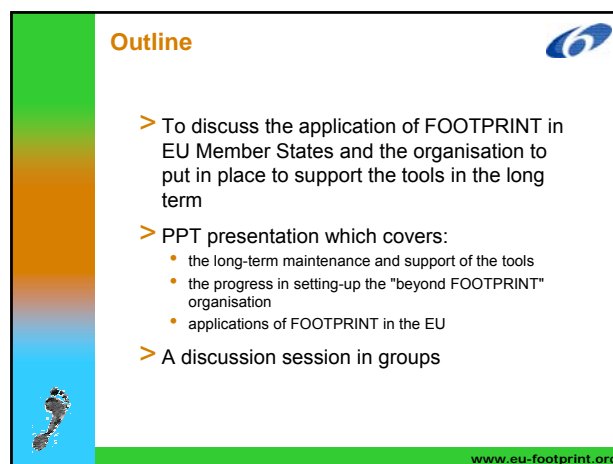 Outline
6
> To discuss the application of FOOTPRINT in
EU Member States and the organisation to
put in place to support the tools in the long
term
> PPT presentation which covers:
• the long-term maintenance and support of the tools
• the progress in setting-up the "beyond FOOTPRINT"
organisation
• applications of FOOTPRINT in the EU
> A discussion session in groups
www.eu-footprint.org